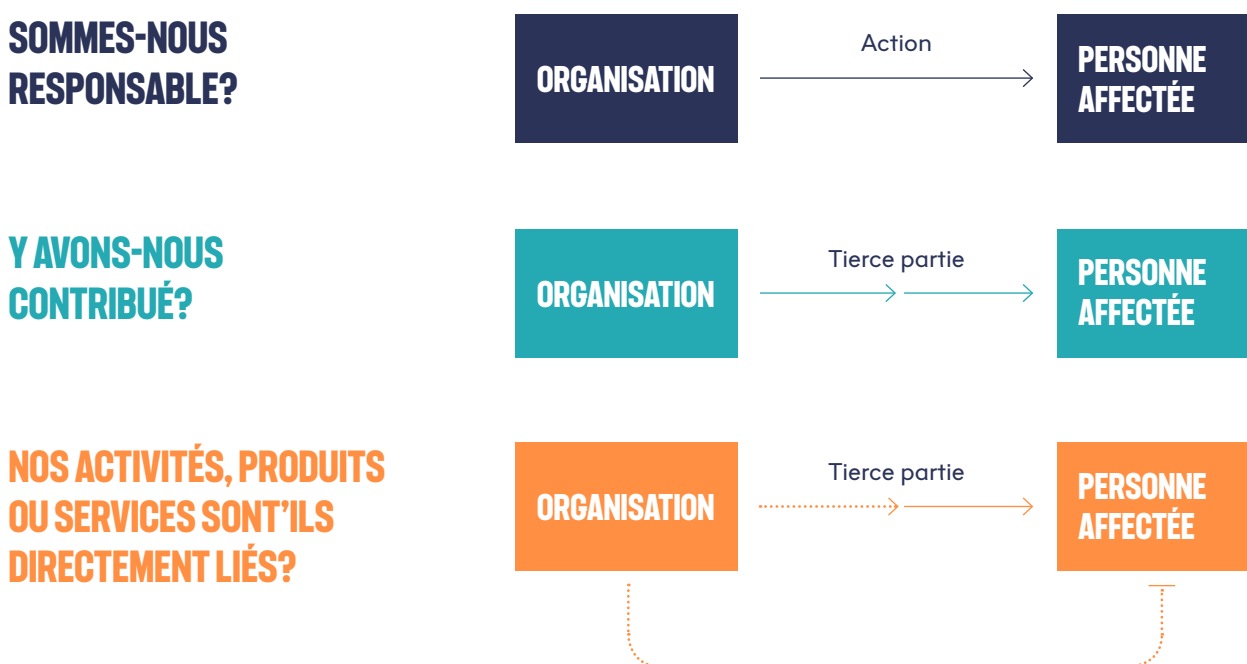 SOMMES-NOUS
RESPONSABLE?
ORGANISATION
Action
PERSONNE
AFFECTÉE
Y AVONS-NOUS
CONTRIBUÉ?
ORGANISATION
Tierce partie
PERSONNE
AFFECTÉE
NOS ACTIVITÉS, PRODUITS
OU SERVICES SONT’ILS
DIRECTEMENT LIÉS?
ORGANISATION
Tierce partie
PERSONNE
AFFECTÉE